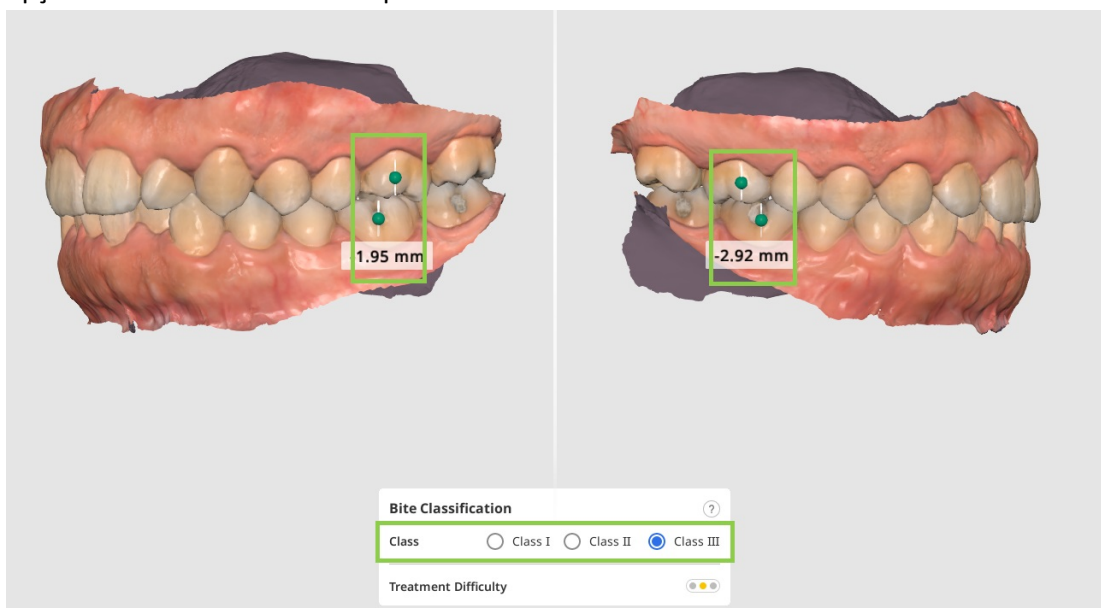 -1.95 mm
-2.92 mm
Bite Classification
?
Class
Class I
Class II
Class III
Treatment Difficulty